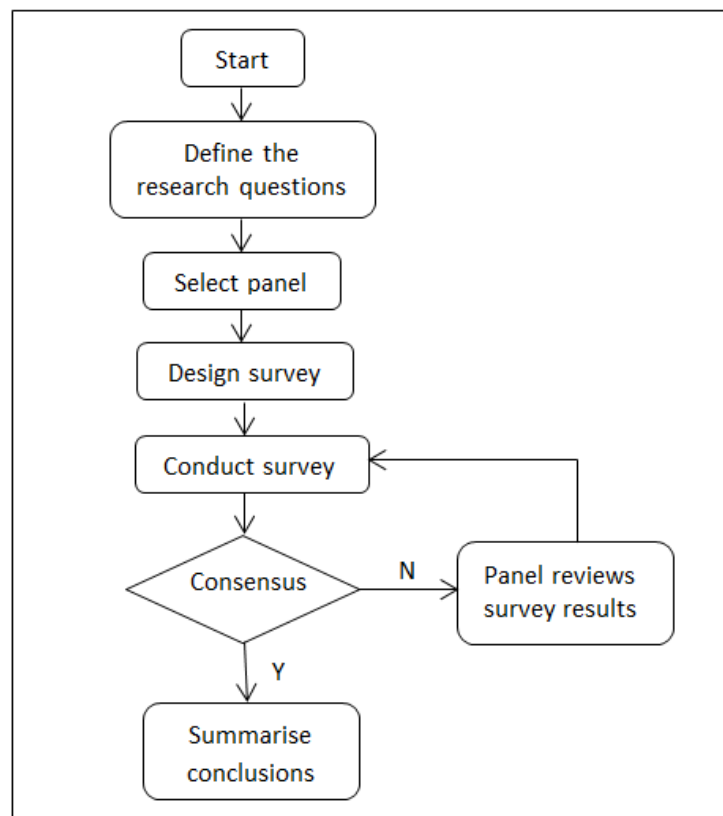 Start
Define the
research questions
Select panel
Design survey
Conduct survey
Consensus
N
Panel reviews
survey results
Y
Summarise
conclusions